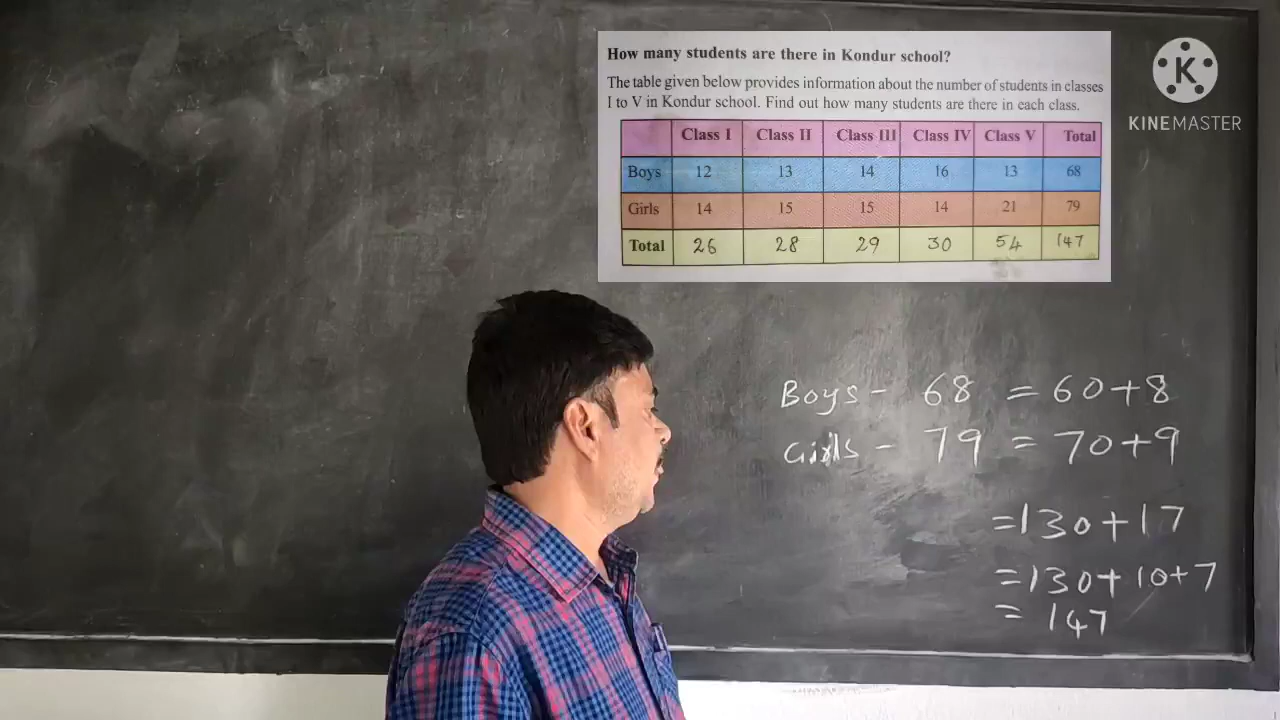 How many students are there in Kondur school?
The table given below provides information about the number of students in classes
I to V in Kondur school. Find out how many students are there in each class.
Class I Class II Class III Class IV Class V Total
Boys 12 13 14 16 13 68
Girls 14 15 15 14 21 79
Total 26 28 29 30 54 147
K
KINEMASTER
Boys - 68 = 60+8
Girls - 79 = 70+9
=130+17
=130+10+7
= 147